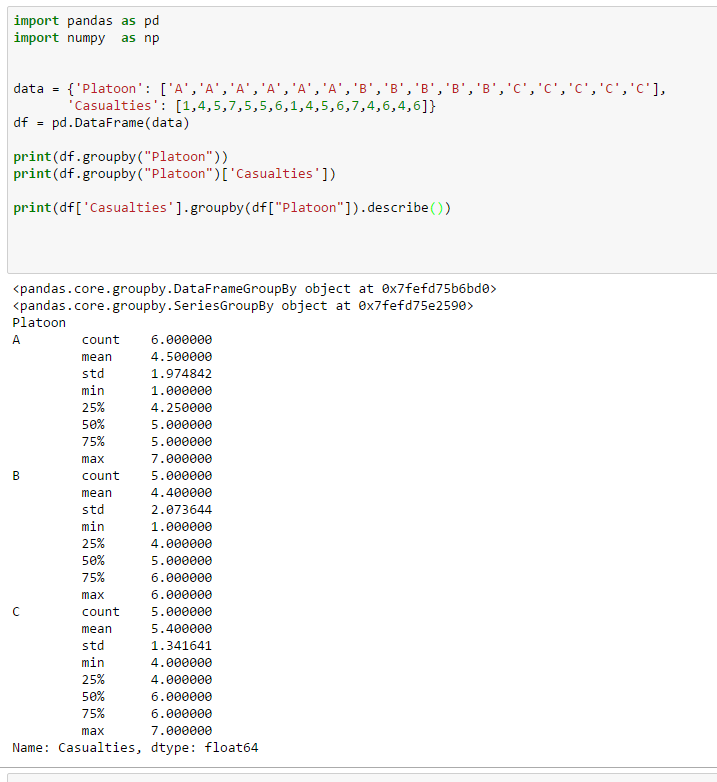 import pandas as pd
import numpy  as np
data = {'Platoon': ['A','A','A','A','A','A','B','B','B','B','B','C','C','C','C','C'],
'Casualties': [1,4,5,7,5,5,6,1,4,5,6,7,4,6,4,6]}
df = pd.DataFrame(data)
print(df.groupby("Platoon"))
print(df.groupby("Platoon")['Casualties'])
print(df['Casualties'].groupby(df["Platoon"]).describe())
<pandas.core.groupby.DataFrameGroupBy object at 0x7fefd75b6bd0>
<pandas.core.groupby.SeriesGroupBy object at 0x7fefd75e2590>
Platoon
A        count    6.000000
mean     4.500000
std      1.974842
min      1.000000
25%      4.250000
50%      5.000000
75%      5.000000
max      7.000000
B        count    5.000000
mean     4.400000
std      2.073644
min      1.000000
25%      4.000000
50%      5.000000
75%      6.000000
max      6.000000
C        count    5.000000
mean     5.400000
std      1.341641
min      4.000000
25%      4.000000
50%      6.000000
75%      6.000000
max      7.000000
Name: Casualties, dtype: float64